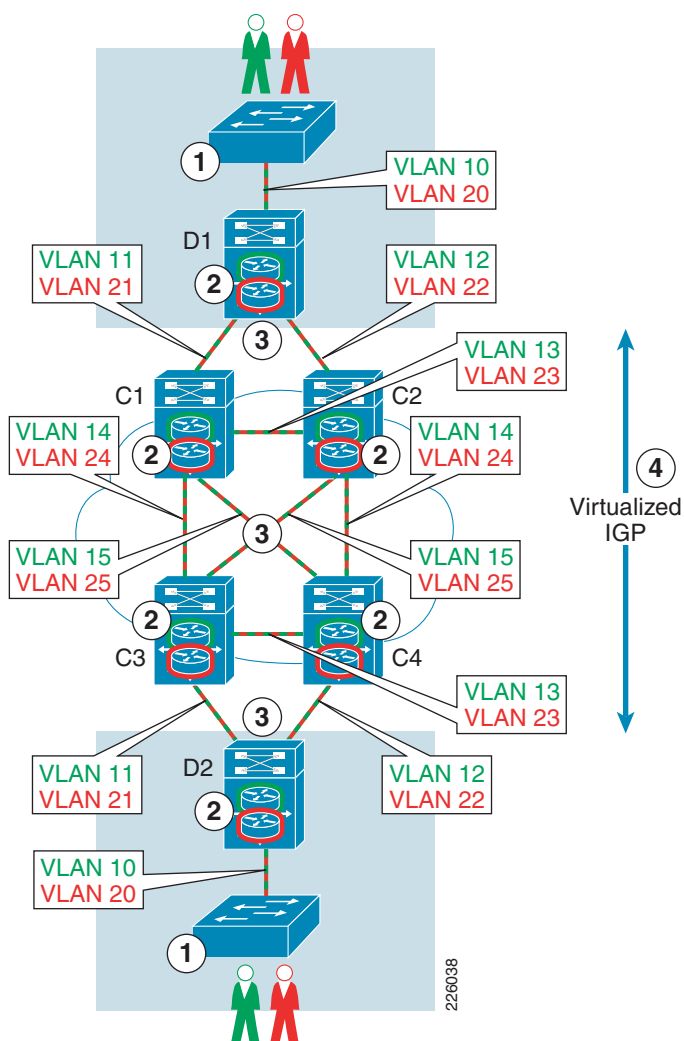 1
VLAN 10
VLAN 20
D1
VLAN 11
VLAN 21
2
VLAN 12
VLAN 22
3
VLAN 13
VLAN 23
C1
C2
VLAN 14
VLAN 24
2
2
VLAN 14
VLAN 24
4
Virtualized
IGP
3
VLAN 15
VLAN 25
VLAN 15
VLAN 25
2
2
C3
C4
VLAN 13
VLAN 23
3
VLAN 11
VLAN 21
D2
VLAN 12
VLAN 22
2
VLAN 10
VLAN 20
1
226038